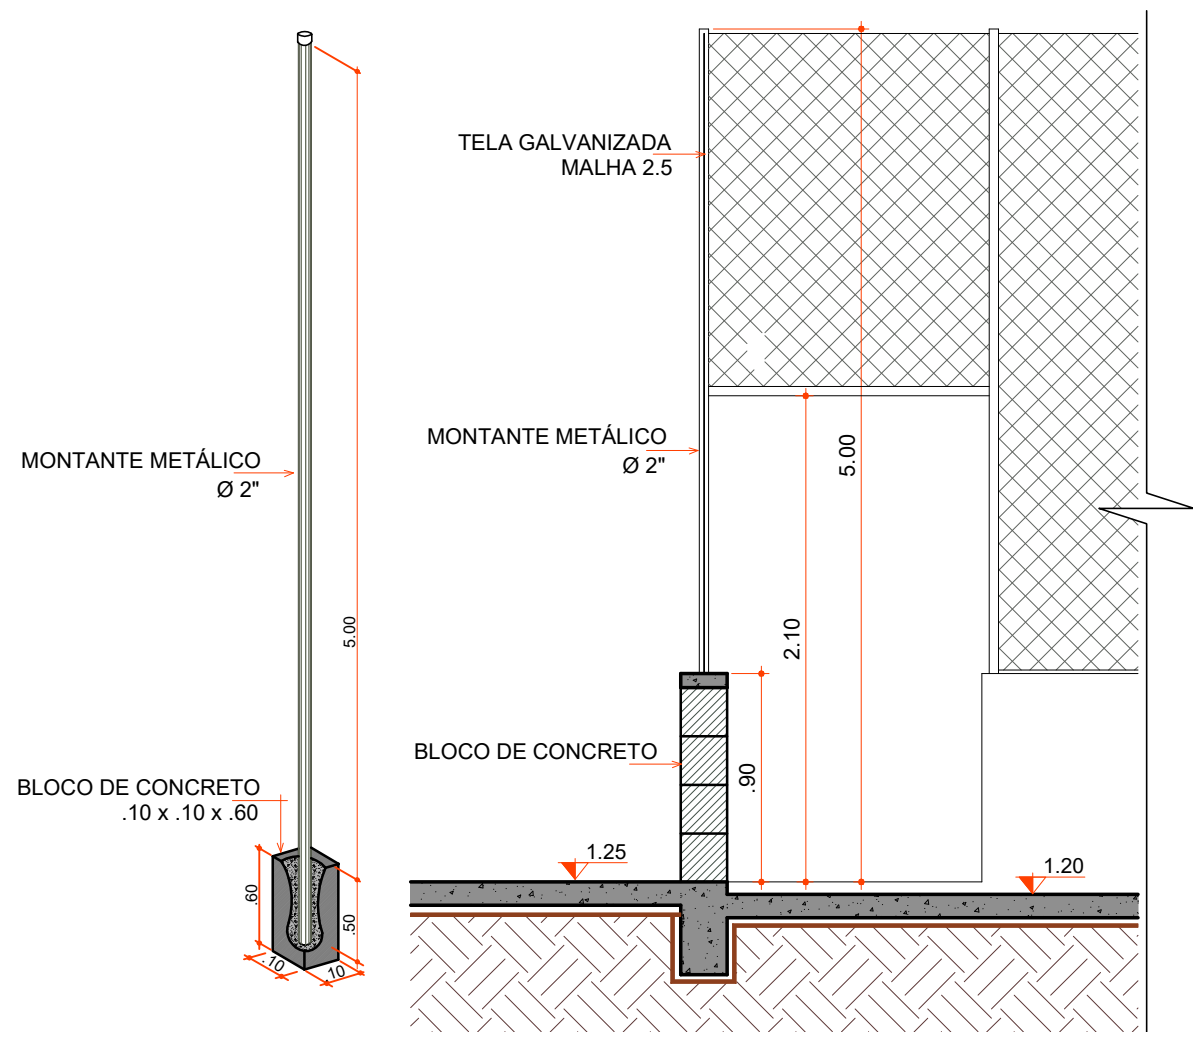 TELA GALVANIZADA
MALHA 2.5
MONTANTE METÁLICO
Ø 2"
MONTANTE METÁLICO
Ø 2"
5.00
5.00
2.10
BLOCO DE CONCRETO
.90
BLOCO DE CONCRETO
.10 x .10 x .60
1.25
1.20
.60
.50
.10
.10